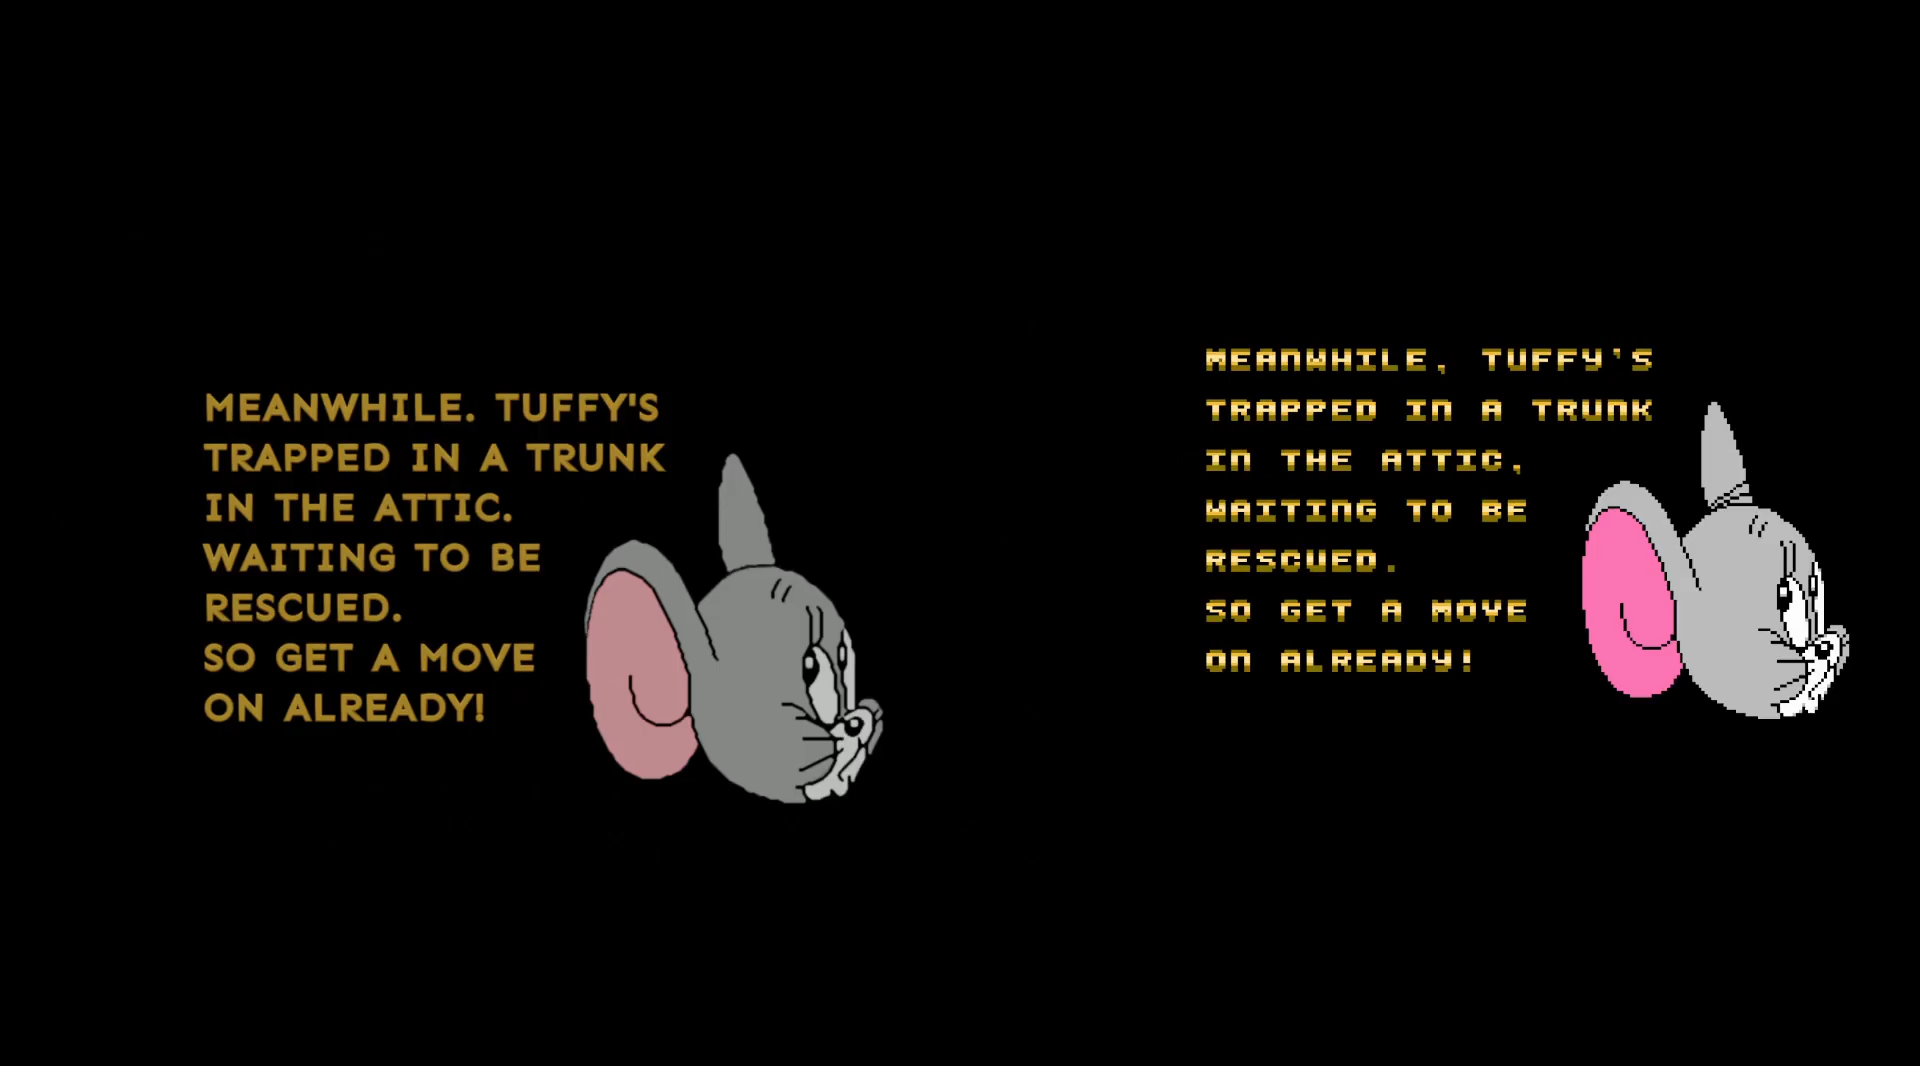 MEANWHILE. TUFFY'S
TRAPPED IN A TRUNK
IN THE ATTIC.
WAITING TO BE
RESCUED.
SO GET A MOVE
ON ALREADY!
MEANWHILE, TUFFY'S
TRAPPED IN A TRUNK
IN THE ATTIC,
WAITING TO BE
RESCUED.
SO GET A MOVE
ON ALREADY!